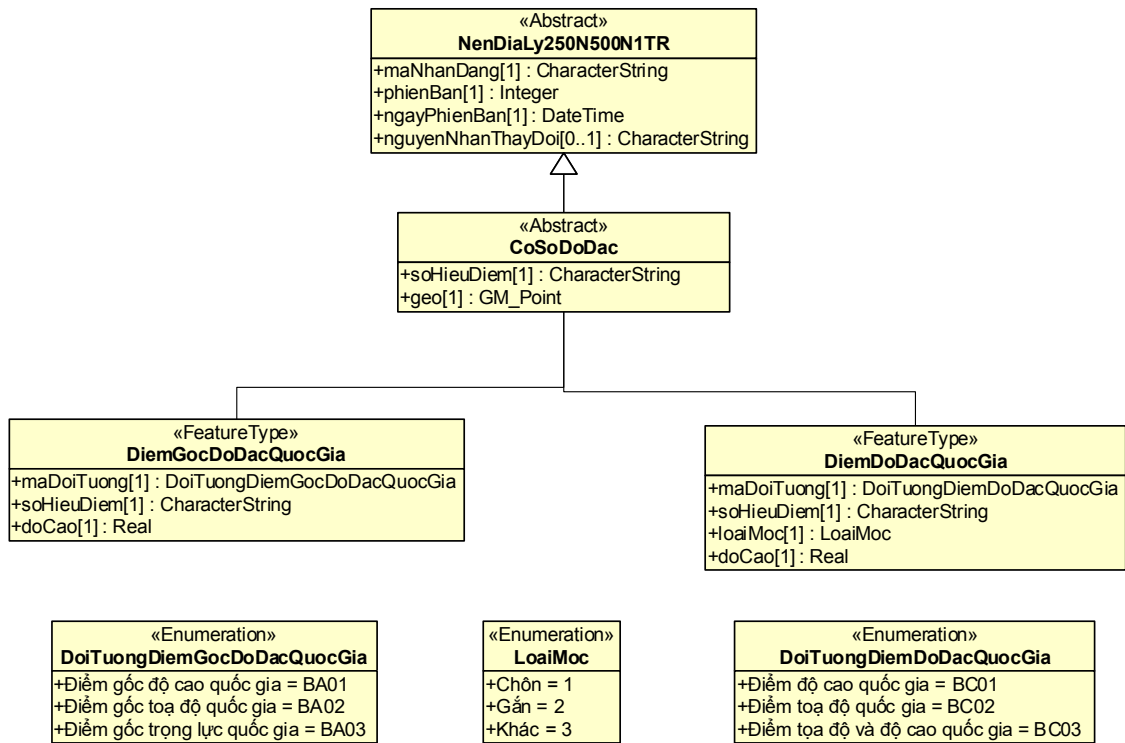 «Abstract»
NenDiaLy250N500N1TR
+maNhanDang[1] : CharacterString
+phienBan[1] : Integer
+ngayPhienBan[1] : DateTime
+nguyenNhanThayDoi[0..1] : CharacterString
«Abstract»
CoSoDoDac
+soHieuDiem[1] : CharacterString
+geo[1] : GM_Point
«FeatureType»
DiemGocDoDacQuocGia
+maDoiTuong[1] : DoiTuongDiemGocDoDacQuocGia
+soHieuDiem[1] : CharacterString
+doCao[1] : Real
«FeatureType»
DiemDoDacQuocGia
+maDoiTuong[1] : DoiTuongDiemDoDacQuocGia
+soHieuDiem[1] : CharacterString
+loaiMoc[1] : LoaiMoc
+doCao[1] : Real
«Enumeration»
DoiTuongDiemGocDoDacQuocGia
+Điểm gốc độ cao quốc gia = BA01
+Điểm gốc toạ độ quốc gia = BA02
+Điểm gốc trọng lực quốc gia = BA03
«Enumeration»
LoaiMoc
+Chôn = 1
+Gắn = 2
+Khác = 3
«Enumeration»
DoiTuongDiemDoDacQuocGia
+Điểm độ cao quốc gia = BC01
+Điểm toạ độ quốc gia = BC02
+Điểm tọa độ và độ cao quốc gia = BC03